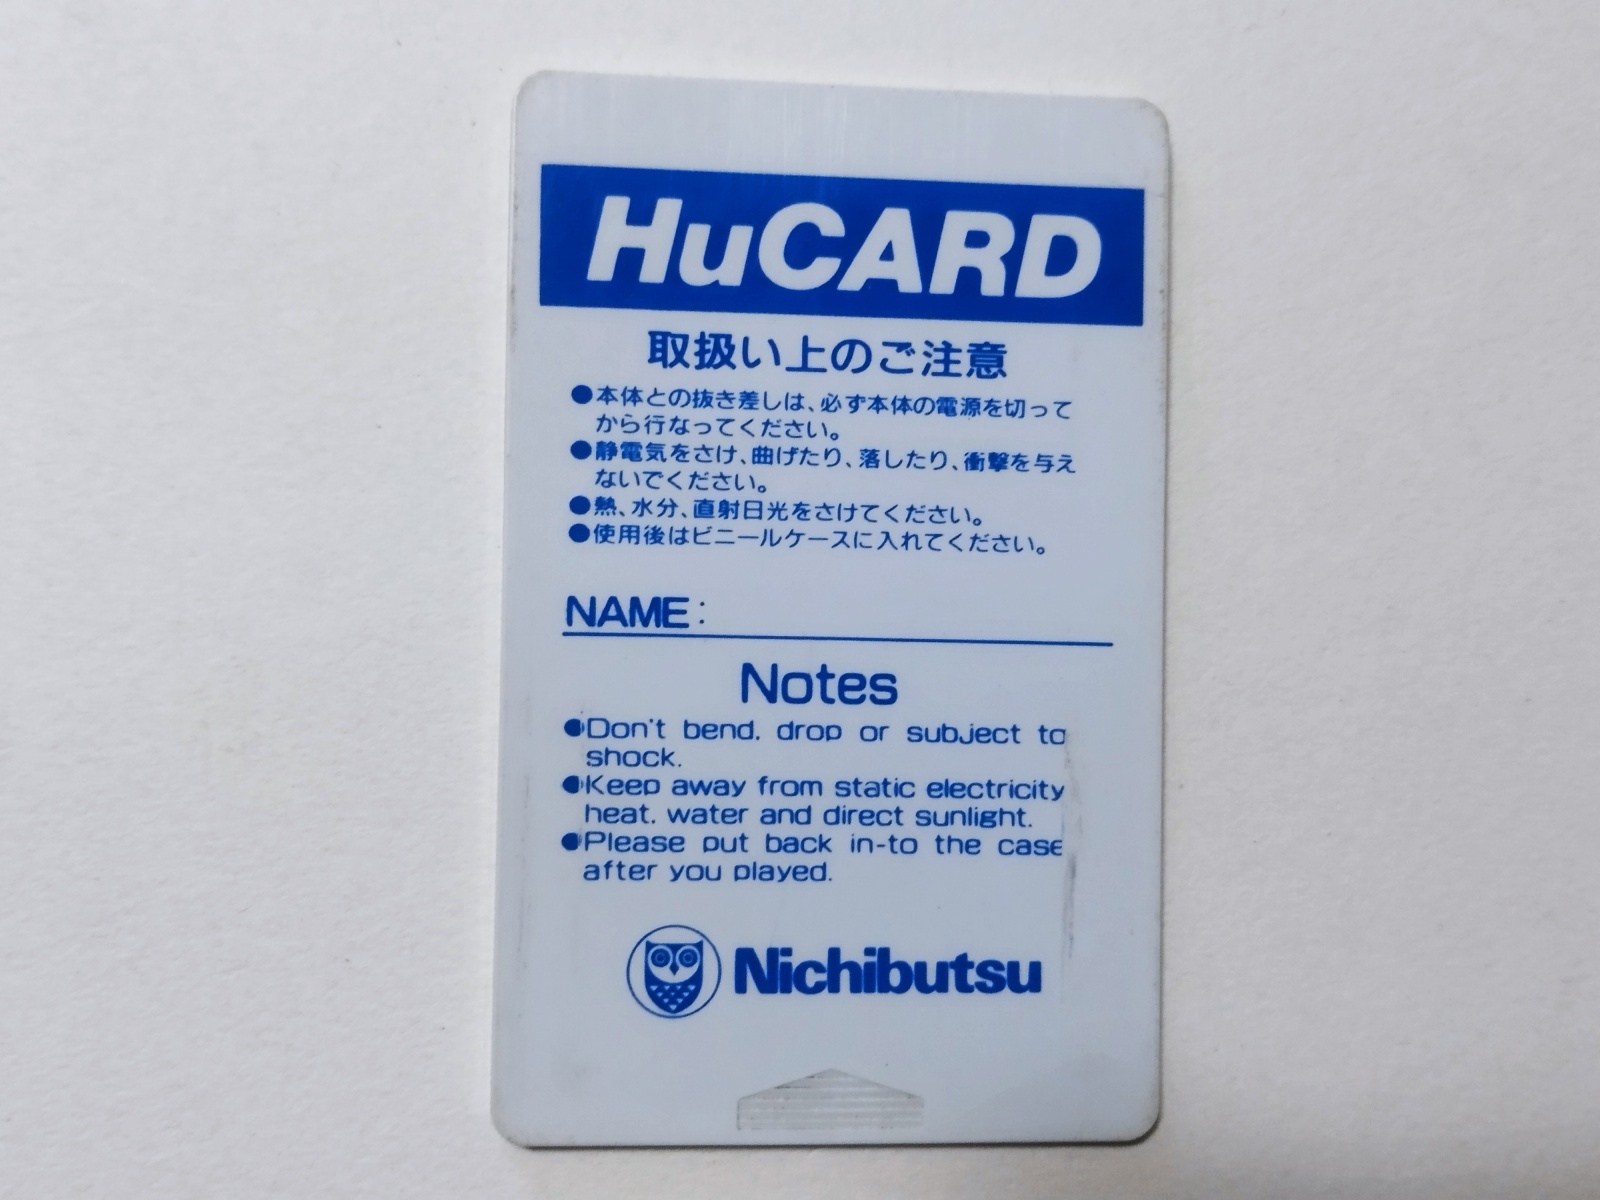 HuCARD
取扱い上のご注意
●本体との抜き差しは、必ず本体の電源を切って
から行なってください。
●静電気をさけ、曲げたり、落したり、衝撃を与え
ないでください。
●熱、水分、直射日光をさけてください。
●使用後はビニールケースに入れてください。
NAME:
Notes
●Don't bend, drop or subject to
shock.
●Keep away from static electricity
heat, water and direct sunlight.
●Please put back in-to the case
after you played.
Nichibutsu